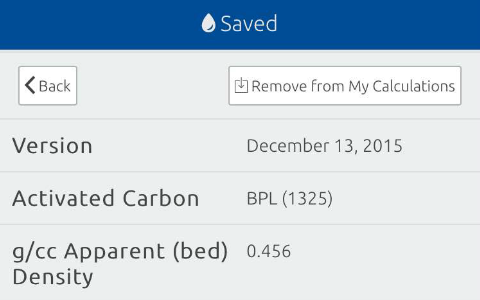 Saved
Back
Remove from My Calculations
Version
December 13, 2015
Activated Carbon
BPL (1325)
g/cc Apparent (bed)
Density
0.456